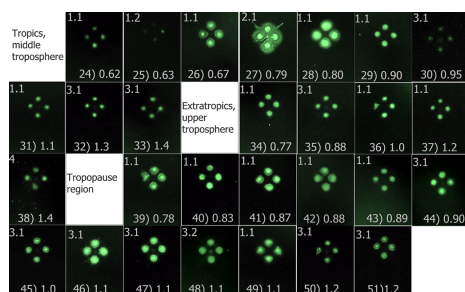 Tropics, middle troposphere
1.1 24) 0.62
1.2 25) 0.63
1.1 26) 0.67
2.1 27) 0.79
1.1 28) 0.80
1.1 29) 0.90
3.1 30) 0.95
1.1 31) 1.1
3.1 32) 1.3
3.1 33) 1.4
Extratropics, upper troposphere
1.1 34) 0.77
3.1 35) 0.88
1.1 36) 1.0
1.1 37) 1.2
4 38) 1.4
Tropopause region
1.1 39) 0.78
1.1 40) 0.83
1.1 41) 0.87
1.1 42) 0.88
1.1 43) 0.89
3.1 44) 0.90
3.1 45) 1.0
3.1 46) 1.1
3.1 47) 1.1
3.2 48) 1.1
1.1 49) 1.1
3.1 50) 1.2
3.1 51) 1.2